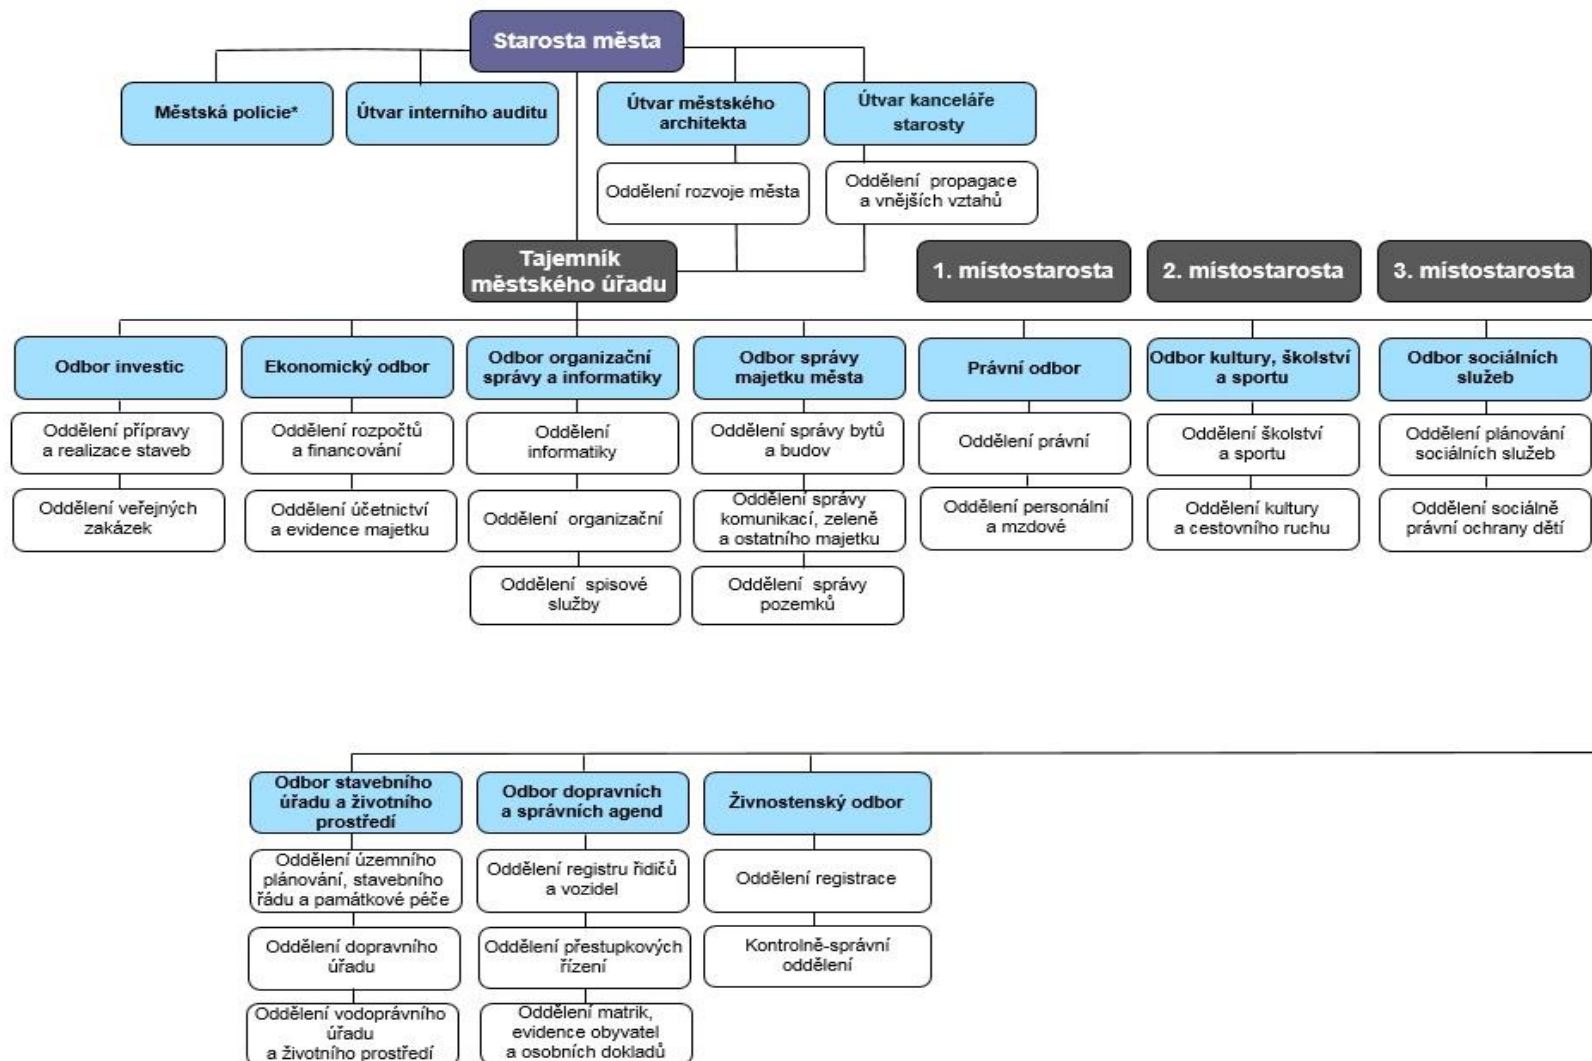 Starosta města
Městská policie*
Útvar interního auditu
Útvar městského
architekta
Útvar kanceláře
starosty
Oddělení rozvoje města
Oddělení propagace
a vnějších vztahů
Tajemník
městského úřadu
1. místostarosta
2. místostarosta
3. místostarosta
Odbor investic
Ekonomický odbor
Odbor organizační
správy a informatiky
Odbor správy
majetku města
Právní odbor
Odbor kultury, školství
a sportu
Odbor sociálních
služeb
Oddělení přípravy
a realizace staveb
Oddělení rozpočtů
a financování
Oddělení
informatiky
Oddělení správy bytů
a budov
Oddělení právní
Oddělení školství
a sportu
Oddělení plánování
sociálních služeb
Oddělení veřejných
zakázek
Oddělení účetnictví
a evidence majetku
Oddělení organizační
Oddělení správy
komunikací, zeleně
a ostatního majetku
Oddělení personální
a mzdové
Oddělení kultury
a cestovního ruchu
Oddělení sociálně
právní ochrany dětí
Oddělení spisové
služby
Oddělení správy
pozemků
Odbor stavebního
úřadu a životního
prostředí
Odbor dopravních
a správních agend
Živnostenský odbor
Oddělení územního
plánování, stavebního
řádu a památkové péče
Oddělení registru řidičů
a vozidel
Oddělení registrace
Oddělení dopravního
úřadu
Oddělení přestupkových
řízení
Kontrolně-správní
oddělení
Oddělení vodoprávního
úřadu
a životního prostředí
Oddělení matrik,
evidence obyvatel
a osobních dokladů